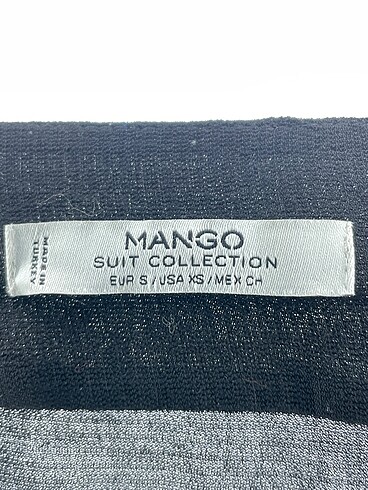 MANGO
SUIT COLLECTION
EUR S / USA XS / MEX CH
MADE IN
TURKEY